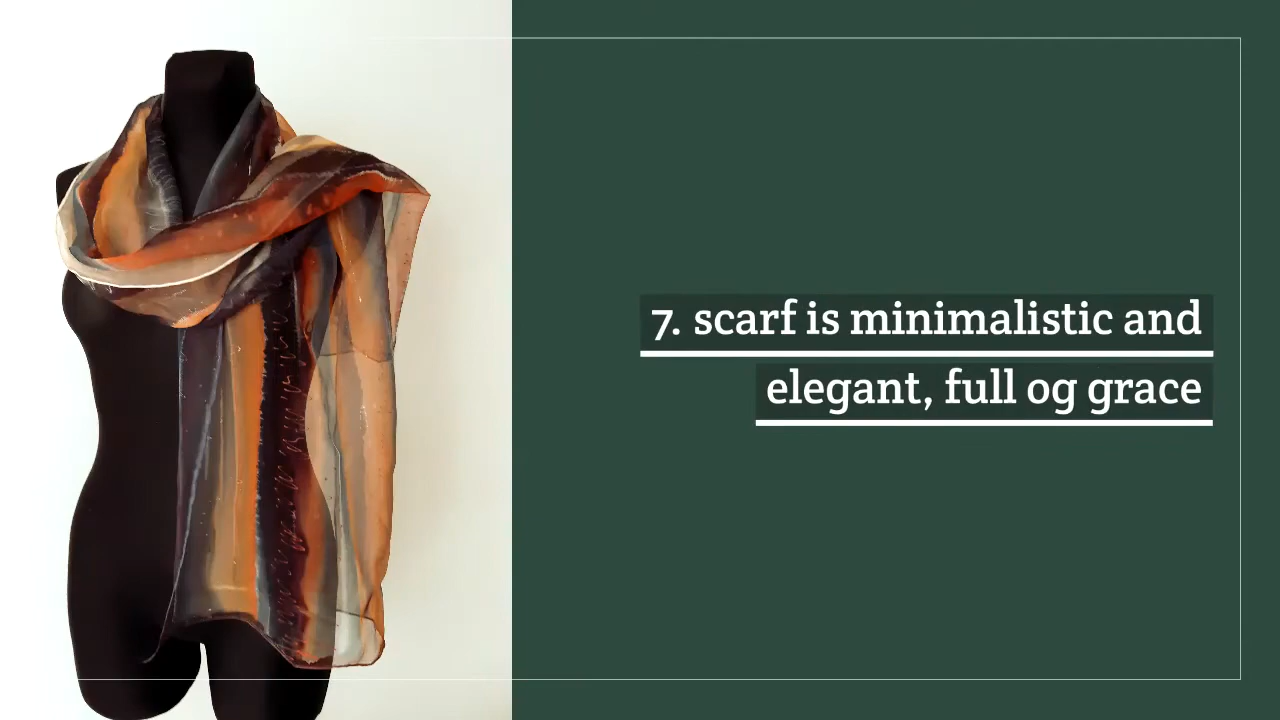 7. scarf is minimalistic and
elegant, full og grace